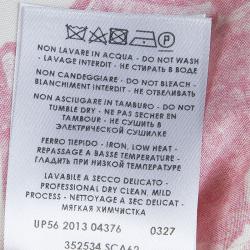 P
NON LAVARE IN ACQUA - DO NOT WASH
- LAVAGE INTERDIT - НЕ СТИРАТЬ В ВОДЕ
NON CANDEGGIARE - DO NOT BLEACH -
BLANCHIMENT INTERDIT - НЕ ОТБЕЛИВАТЬ
NON ASCIUGARE IN TAMBURO - DO NOT
TUMBLE DRY - NE PAS SECHER EN
TAMBOUR - НЕ СУШИТЬ В
ЭЛЕКТРИЧЕСКОЙ СУШИЛКЕ
FERRO TIEPIDO - IRON, LOW HEAT -
REPASSAGE A BASSE TEMPERATURE -
ГЛАДИТЬ ПРИ НИЗКОЙ ТЕМПЕРАТУРЕ
LAVABILE A SECCO DELICATO -
PROFESSIONAL DRY CLEAN, MILD
PROCESS - NETTOYAGE A SEC DELICAT -
МЯГКАЯ ХИМЧИСТКА
UP56 2013 04376 0327
352534 SCA62